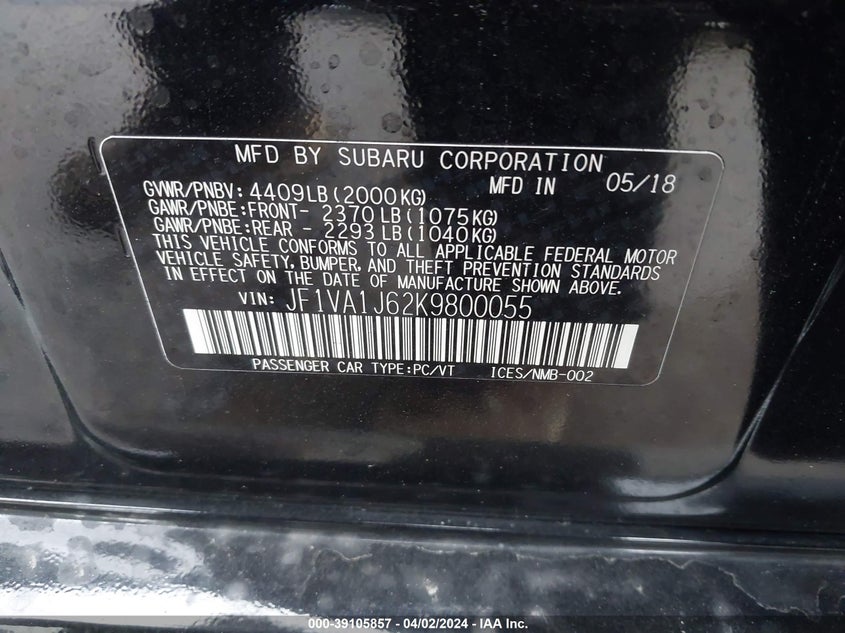 MFD BY SUBARU CORPORATION
GVWR/PNBV: 4409LB(2000KG) MFD IN 05/18
GAWR/PNBE:FRONT- 2370LB(1075KG)
GAWR/PNBE:REAR - 2293LB(1040KG)
THIS VEHICLE CONFORMS TO ALL APPLICABLE FEDERAL MOTOR
VEHICLE SAFETY, BUMPER, AND THEFT PREVENTION STANDARDS
IN EFFECT ON THE DATE OF MANUFACTURE SHOWN ABOVE.
VIN: JF1VA1J62K9800055
PASSENGER CAR TYPE:PC/VT ICES/NMB-002
000-39105857 - 04/02/2024 - IAA Inc.